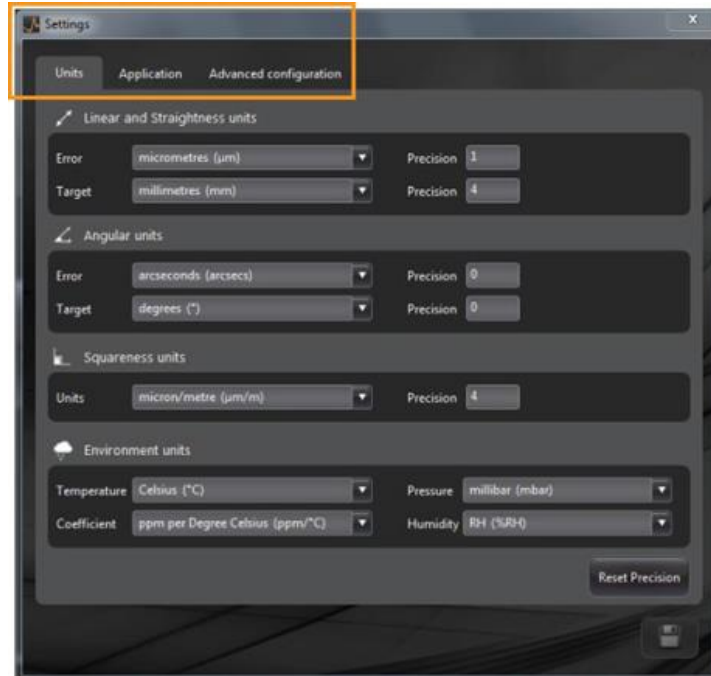 Settings
Units Application Advanced configuration
Linear and Straightness units
Error micrometres (µm) Precision 1
Target millimetres (mm) Precision 4
Angular units
Error arcseconds (arcsecs) Precision 0
Target degrees (°) Precision 0
Squareness units
Units micron/metre (µm/m) Precision 4
Environment units
Temperature Celsius (°C) Pressure millibar (mbar)
Coefficient ppm per Degree Celsius (ppm/°C) Humidity RH (%RH)
Reset Precision